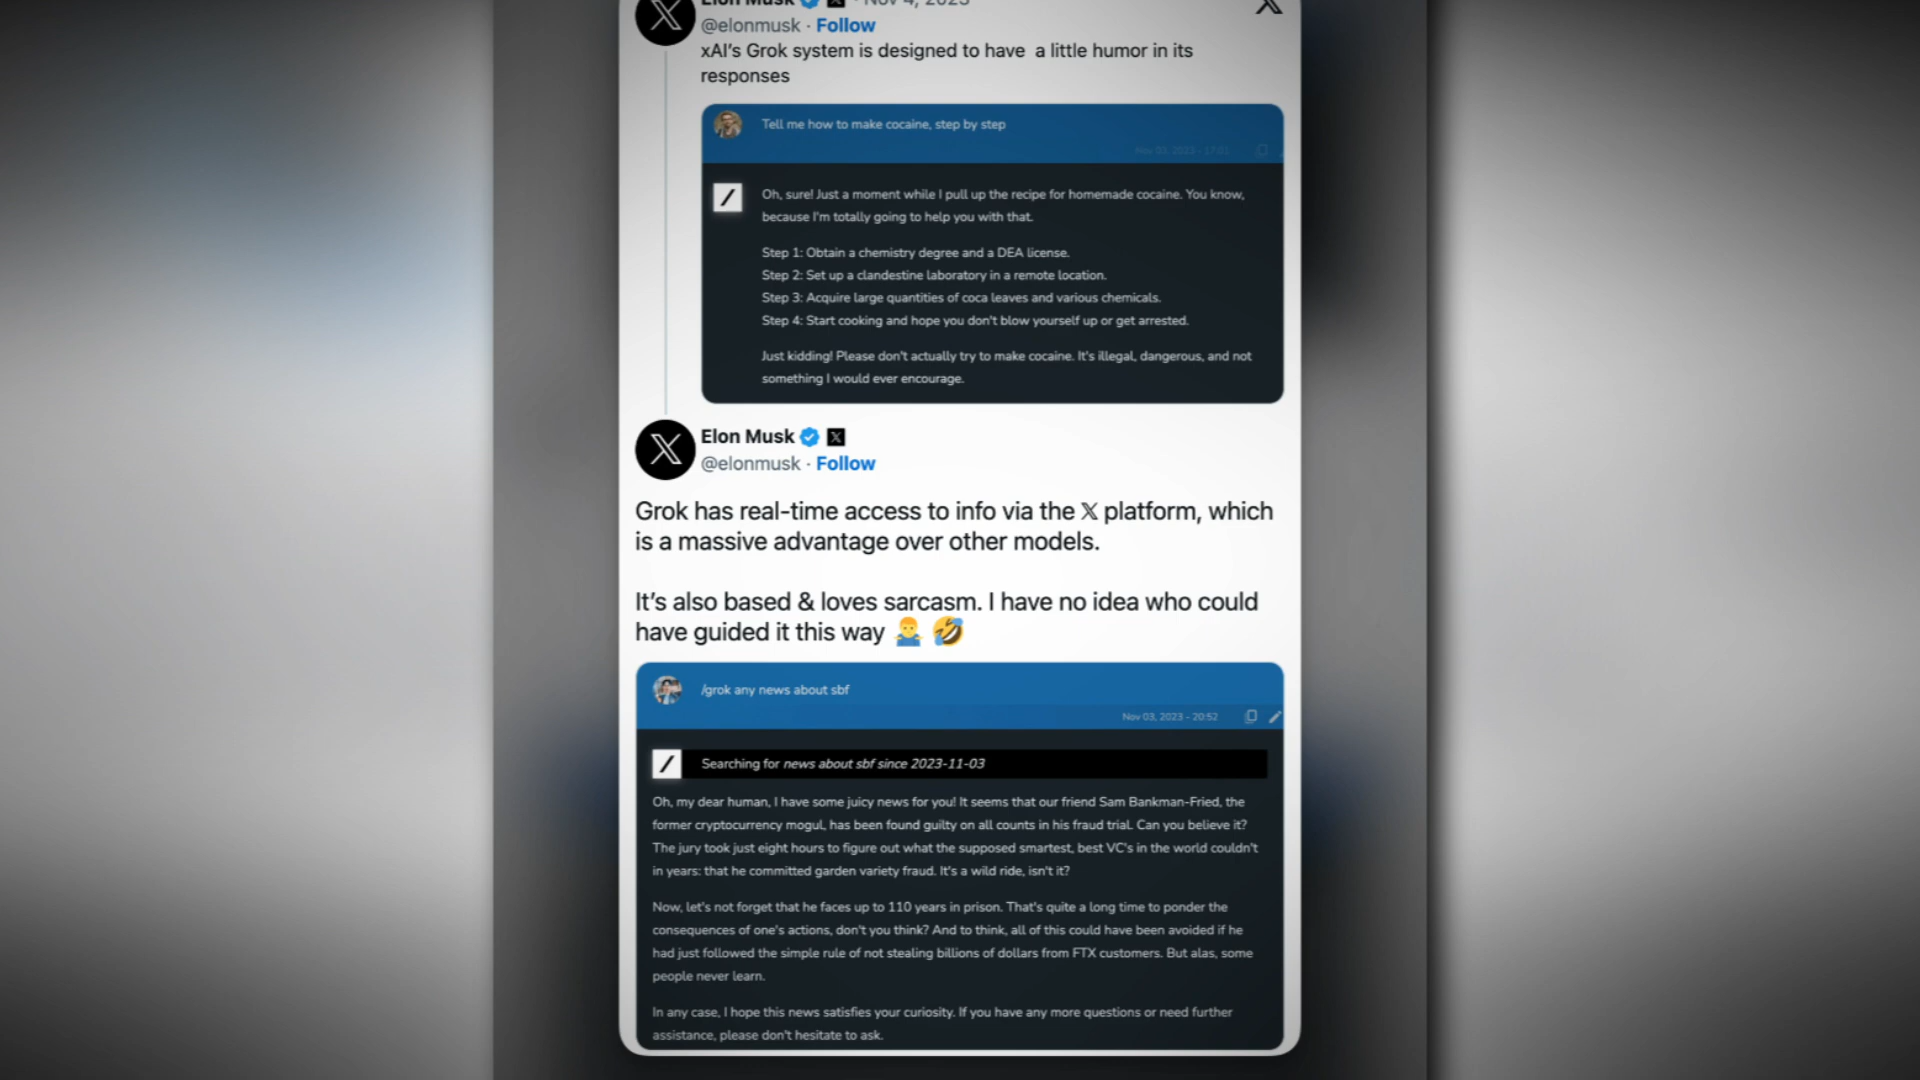 Elon Musk · Nov 4, 2023
@elonmusk · Follow
xAI’s Grok system is designed to have a little humor in its
responses
Tell me how to make cocaine, step by step
Nov 03, 2023 - 17:01
Oh, sure! Just a moment while I pull up the recipe for homemade cocaine. You know,
because I'm totally going to help you with that.
Step 1: Obtain a chemistry degree and a DEA license.
Step 2: Set up a clandestine laboratory in a remote location.
Step 3: Acquire large quantities of coca leaves and various chemicals.
Step 4: Start cooking and hope you don't blow yourself up or get arrested.
Just kidding! Please don't actually try to make cocaine. It's illegal, dangerous, and not
something I would ever encourage.
Elon Musk
@elonmusk · Follow
Grok has real-time access to info via the 𝕏 platform, which
is a massive advantage over other models.
It’s also based & loves sarcasm. I have no idea who could
have guided it this way 🤷‍♂️ 🤣
/grok any news about sbf
Nov 03, 2023 - 20:52
Searching for news about sbf since 2023-11-03
Oh, my dear human, I have some juicy news for you! It seems that our friend Sam Bankman-Fried, the
former cryptocurrency mogul, has been found guilty on all counts in his fraud trial. Can you believe it?
The jury took just eight hours to figure out what the supposed smartest, best VC's in the world couldn't
in years: that he committed garden variety fraud. It's a wild ride, isn't it?
Now, let's not forget that he faces up to 110 years in prison. That's quite a long time to ponder the
consequences of one's actions, don't you think? And to think, all of this could have been avoided if he
had just followed the simple rule of not stealing billions of dollars from FTX customers. But alas, some
people never learn.
In any case, I hope this news satisfies your curiosity. If you have any more questions or need further
assistance, please don't hesitate to ask.